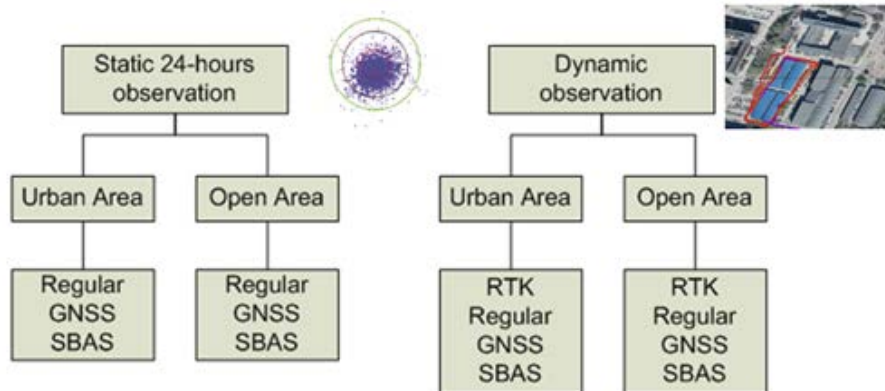 Static 24-hours
observation
Urban Area
Open Area
Regular
GNSS
SBAS
Regular
GNSS
SBAS
Dynamic
observation
Urban Area
Open Area
RTK
Regular
GNSS
SBAS
RTK
Regular
GNSS
SBAS